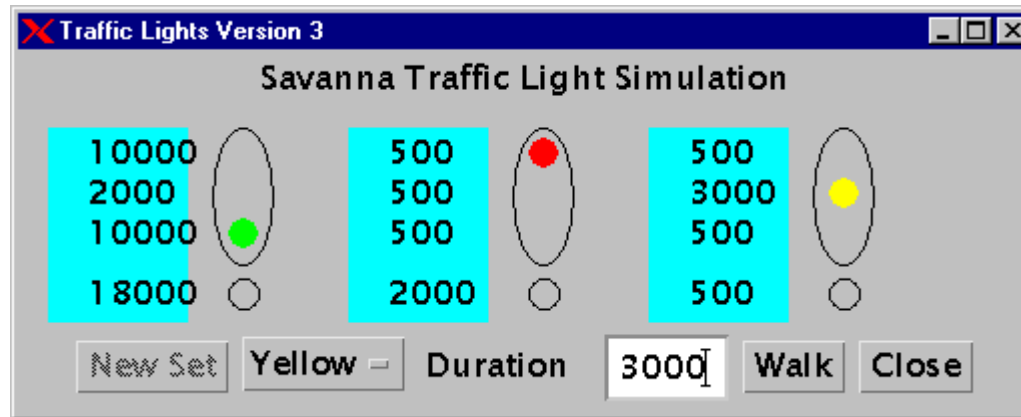 Traffic Lights Version 3
Savanna Traffic Light Simulation
10000 500 500
2000 500 3000
10000 500 500
18000 2000 500
New Set Yellow Duration 3000 Walk Close